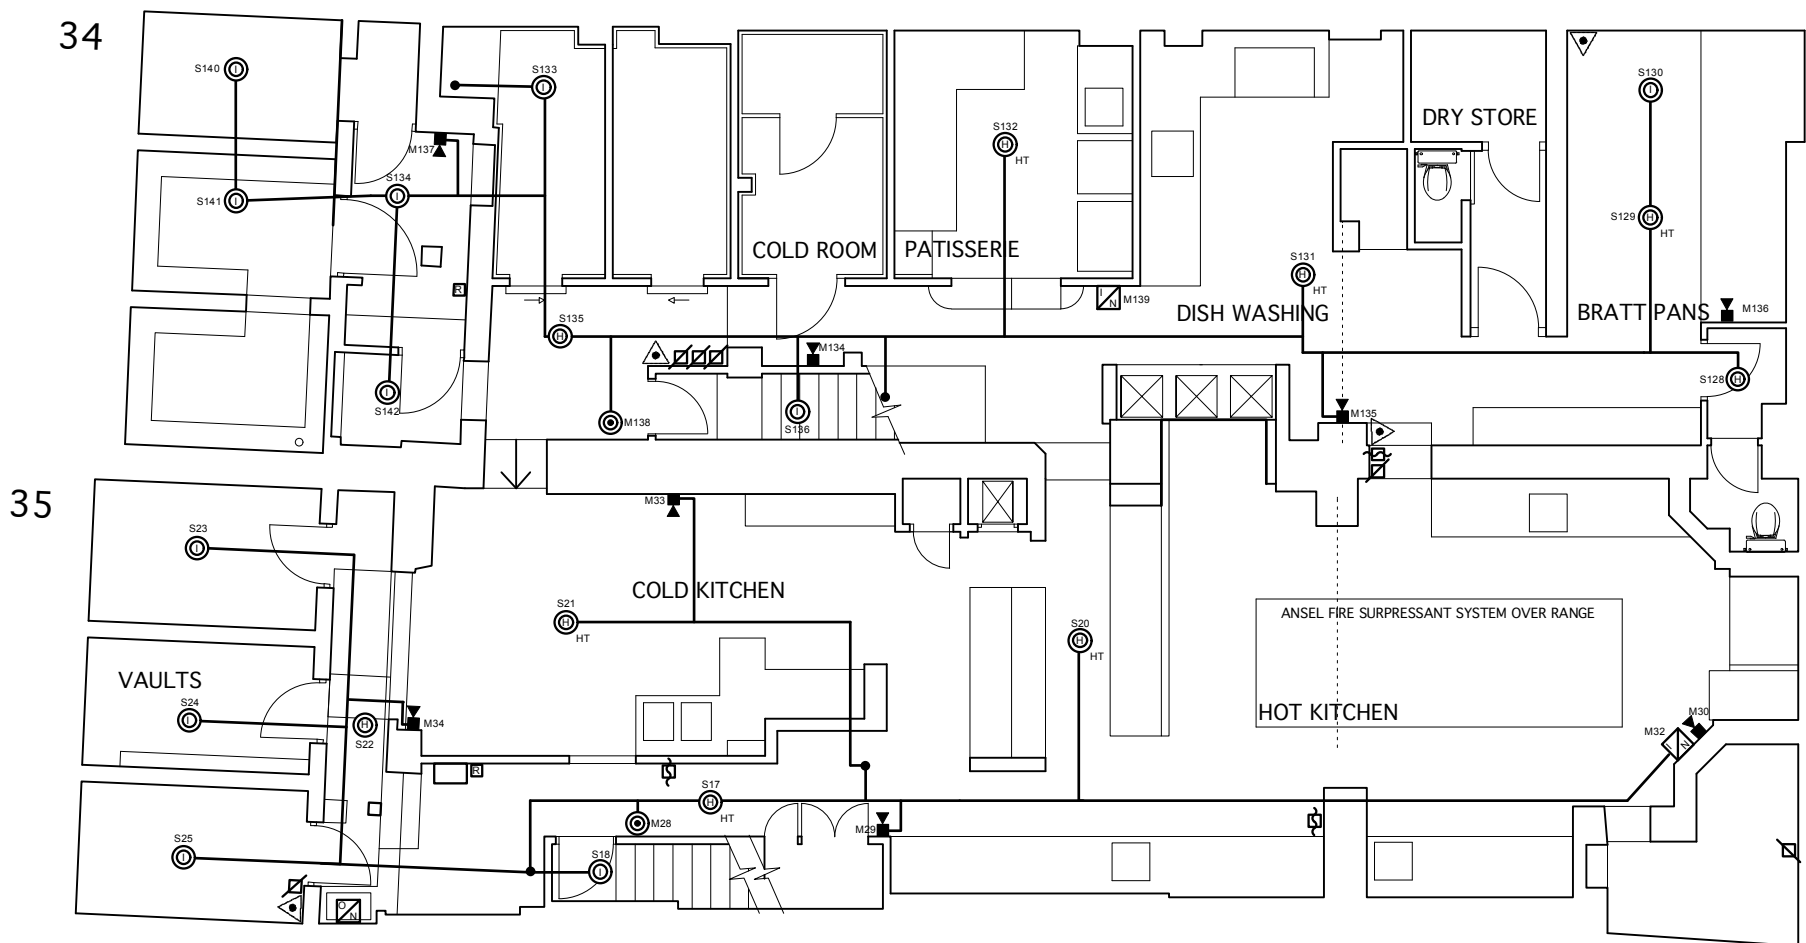 34
S140
I
S133
I
S130
I
DRY STORE
S132
H
HT
M137
S134
I
S141
I
S129
H
HT
COLD ROOM
PATISSERIE
S131
H
HT
R
I
N
M139
DISH WASHING
BRATT PANS
M136
S135
H
M134
S128
H
S142
I
M138
S136
I
M135
35
M33
S23
I
COLD KITCHEN
S21
H
HT
S20
H
HT
ANSEL FIRE SURPRESSANT SYSTEM OVER RANGE
VAULTS
S24
I
S22
H
M34
HOT KITCHEN
M30
M32
I
N
R
S17
H
HT
M28
M29
S25
I
S18
I
O
N